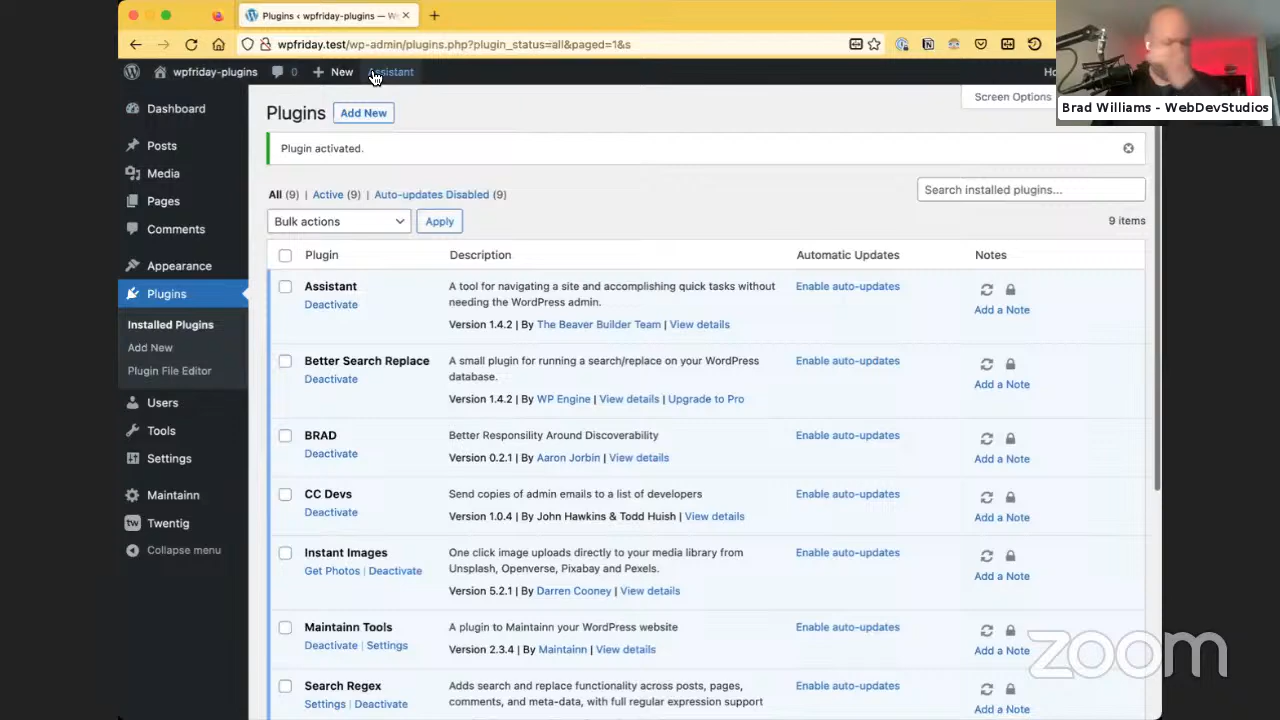 Plugins ‹ wpfriday-plugins — W
wpfriday.test/wp-admin/plugins.php?plugin_status=all&paged=1&s
wpfriday-plugins 0 New Assistant
Brad Williams - WebDevStudios
Dashboard
Posts
Media
Pages
Comments
Appearance
Plugins
Installed Plugins
Add New
Plugin File Editor
Users
Tools
Settings
Maintainn
tw Twentig
Collapse menu
Screen Options
Plugins Add New
Plugin activated.
All (9) | Active (9) | Auto-updates Disabled (9)
Search installed plugins...
Bulk actions Apply
9 items
Plugin Description Automatic Updates Notes
Assistant
Deactivate
A tool for navigating a site and accomplishing quick tasks without
needing the WordPress admin.
Version 1.4.2 | By The Beaver Builder Team | View details
Enable auto-updates
Add a Note
Better Search Replace
Deactivate
A small plugin for running a search/replace on your WordPress
database.
Version 1.4.2 | By WP Engine | View details | Upgrade to Pro
Enable auto-updates
Add a Note
BRAD
Deactivate
Better Responsility Around Discoverability
Version 0.2.1 | By Aaron Jorbin | View details
Enable auto-updates
Add a Note
CC Devs
Deactivate
Send copies of admin emails to a list of developers
Version 1.0.4 | By John Hawkins & Todd Huish | View details
Enable auto-updates
Add a Note
Instant Images
Get Photos | Deactivate
One click image uploads directly to your media library from
Unsplash, Openverse, Pixabay and Pexels.
Version 5.2.1 | By Darren Cooney | View details
Enable auto-updates
Add a Note
Maintainn Tools
Deactivate | Settings
A plugin to Maintainn your WordPress website
Version 2.3.4 | By Maintainn | View details
Enable auto-updates
Add a Note
Search Regex
Settings | Deactivate
Adds search and replace functionality across posts, pages,
comments, and meta-data, with full regular expression support
Enable auto-updates
Add a Note
zoom